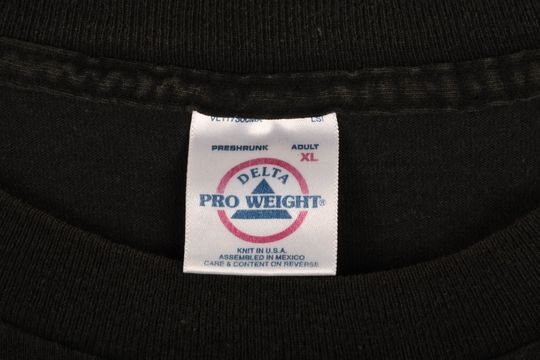 PRESHRUNK ADULT
XL
DELTA
PRO WEIGHT®
KNIT IN U.S.A.
ASSEMBLED IN MEXICO
CARE & CONTENT ON REVERSE